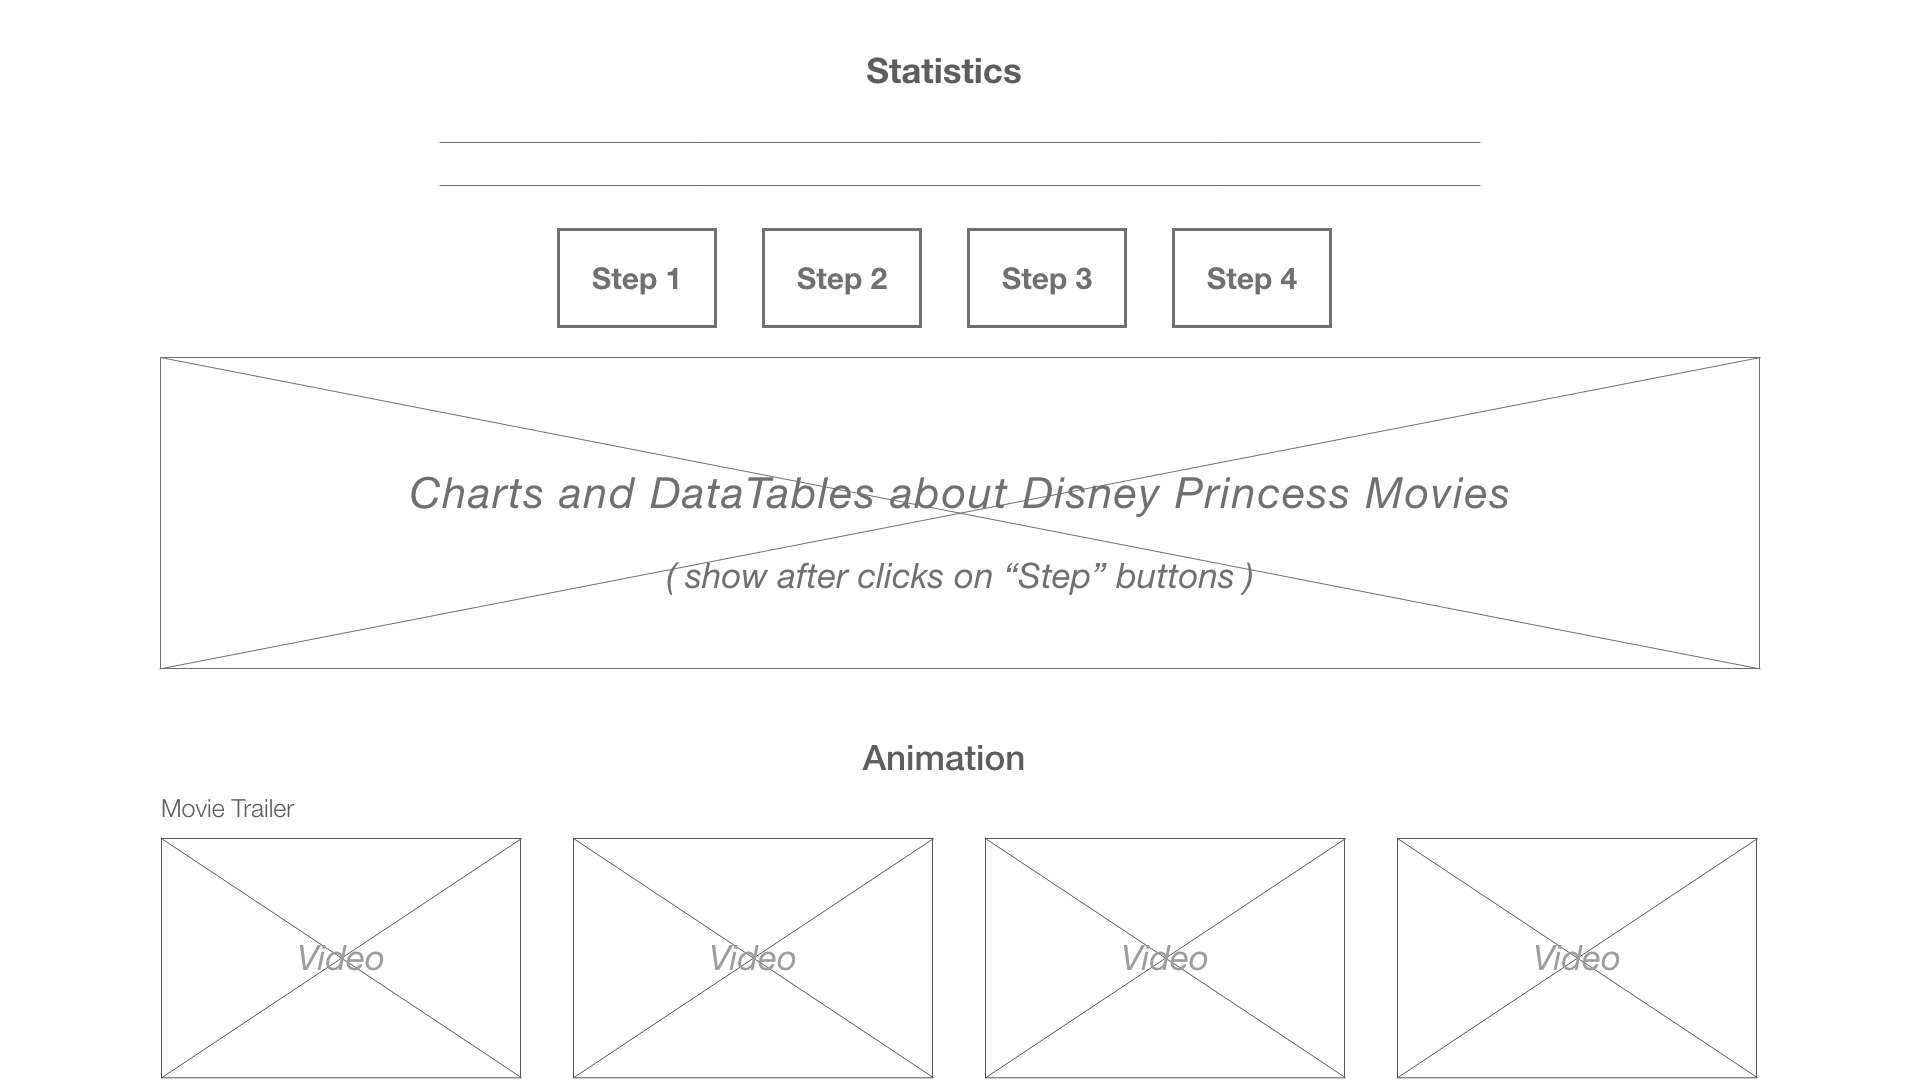 Statistics
Step 1 Step 2 Step 3 Step 4
Charts and DataTables about Disney Princess Movies
( show after clicks on “Step” buttons )
Animation
Movie Trailer
Video Video Video Video